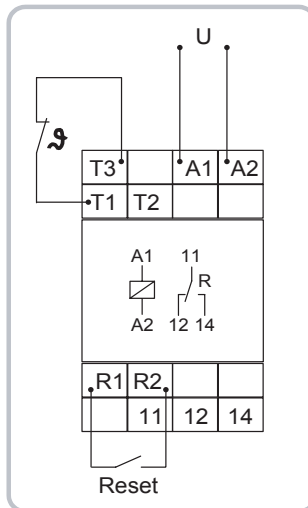 U
ϑ
T3 A1 A2
T1 T2
A1 11
R
A2 12 14
R1 R2
11 12 14
Reset